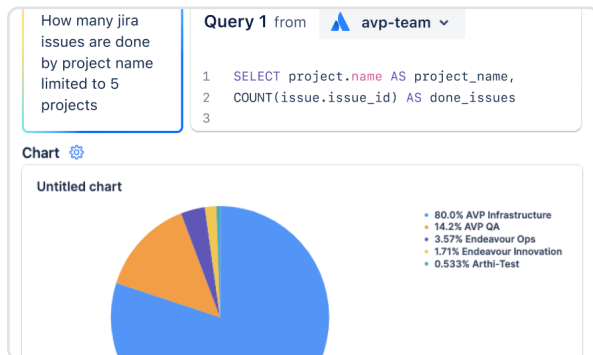 How many jira
issues are done
by project name
limited to 5
projects
Query 1 from avp-team
1 SELECT project.name AS project_name,
2 COUNT(issue.issue_id) AS done_issues
3
Chart
Untitled chart
80.0% AVP Infrastructure
14.2% AVP QA
3.57% Endeavour Ops
1.71% Endeavour Innovation
0.533% Arthi-Test